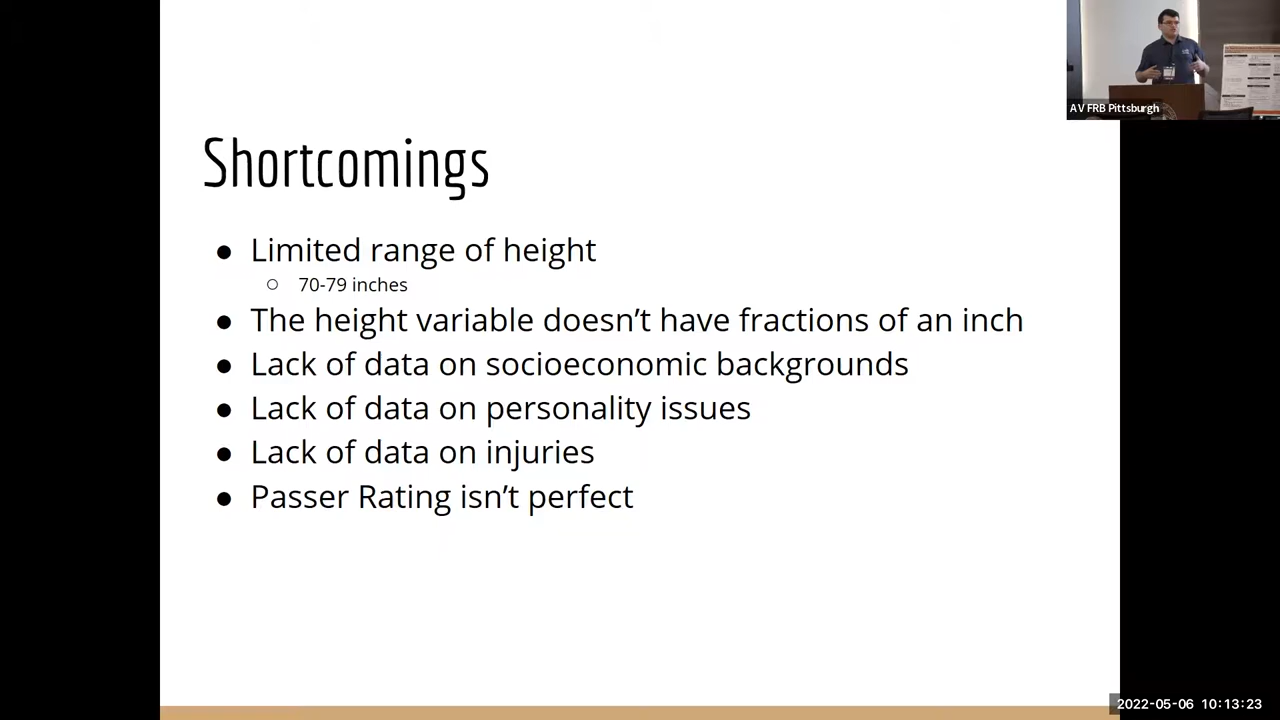 AV FRB Pittsburgh
Shortcomings
● Limited range of height
○ 70-79 inches
● The height variable doesn’t have fractions of an inch
● Lack of data on socioeconomic backgrounds
● Lack of data on personality issues
● Lack of data on injuries
● Passer Rating isn’t perfect
2022-05-06 10:13:23